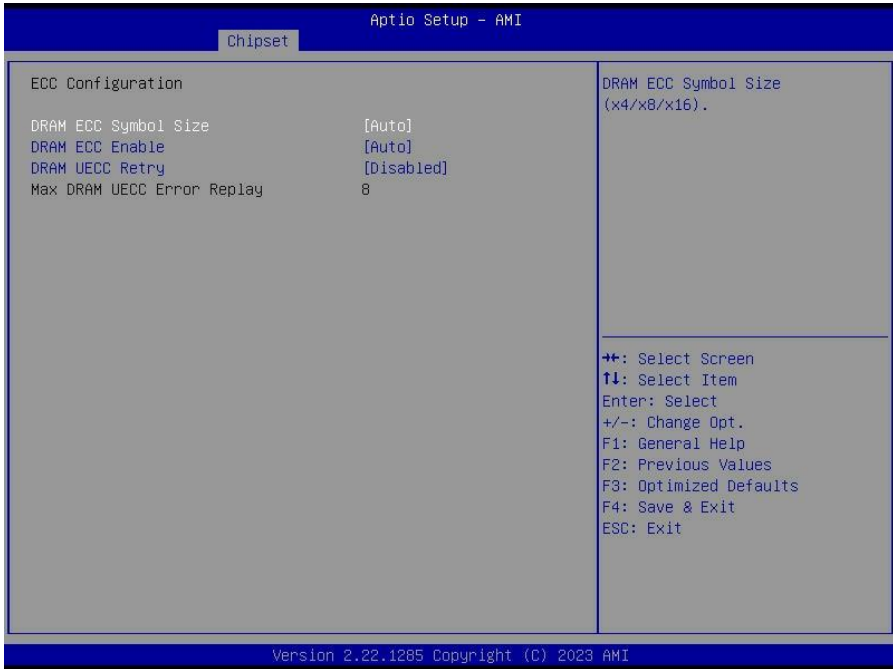 Aptio Setup – AMI
Chipset
ECC Configuration
DRAM ECC Symbol Size [Auto]
DRAM ECC Enable [Auto]
DRAM UECC Retry [Disabled]
Max DRAM UECC Error Replay 8
DRAM ECC Symbol Size
(x4/x8/x16).
→←: Select Screen
↑↓: Select Item
Enter: Select
+/-: Change Opt.
F1: General Help
F2: Previous Values
F3: Optimized Defaults
F4: Save & Exit
ESC: Exit
Version 2.22.1285 Copyright (C) 2023 AMI